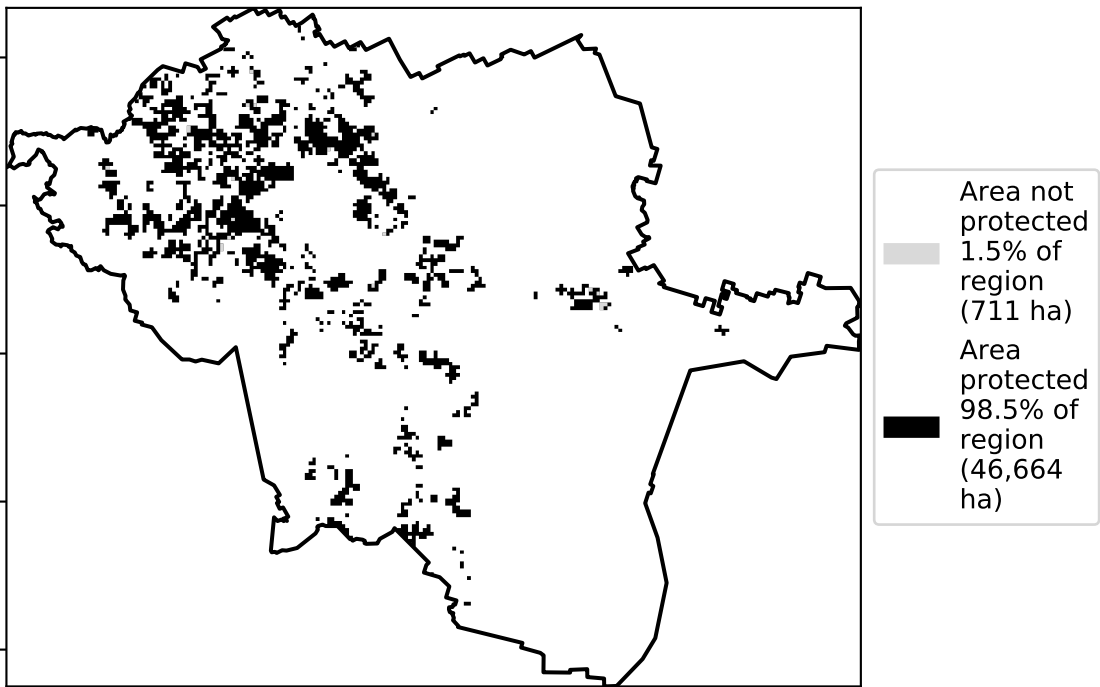 Area not
protected
1.5% of
region
(711 ha)
Area
protected
98.5% of
region
(46,664
ha)